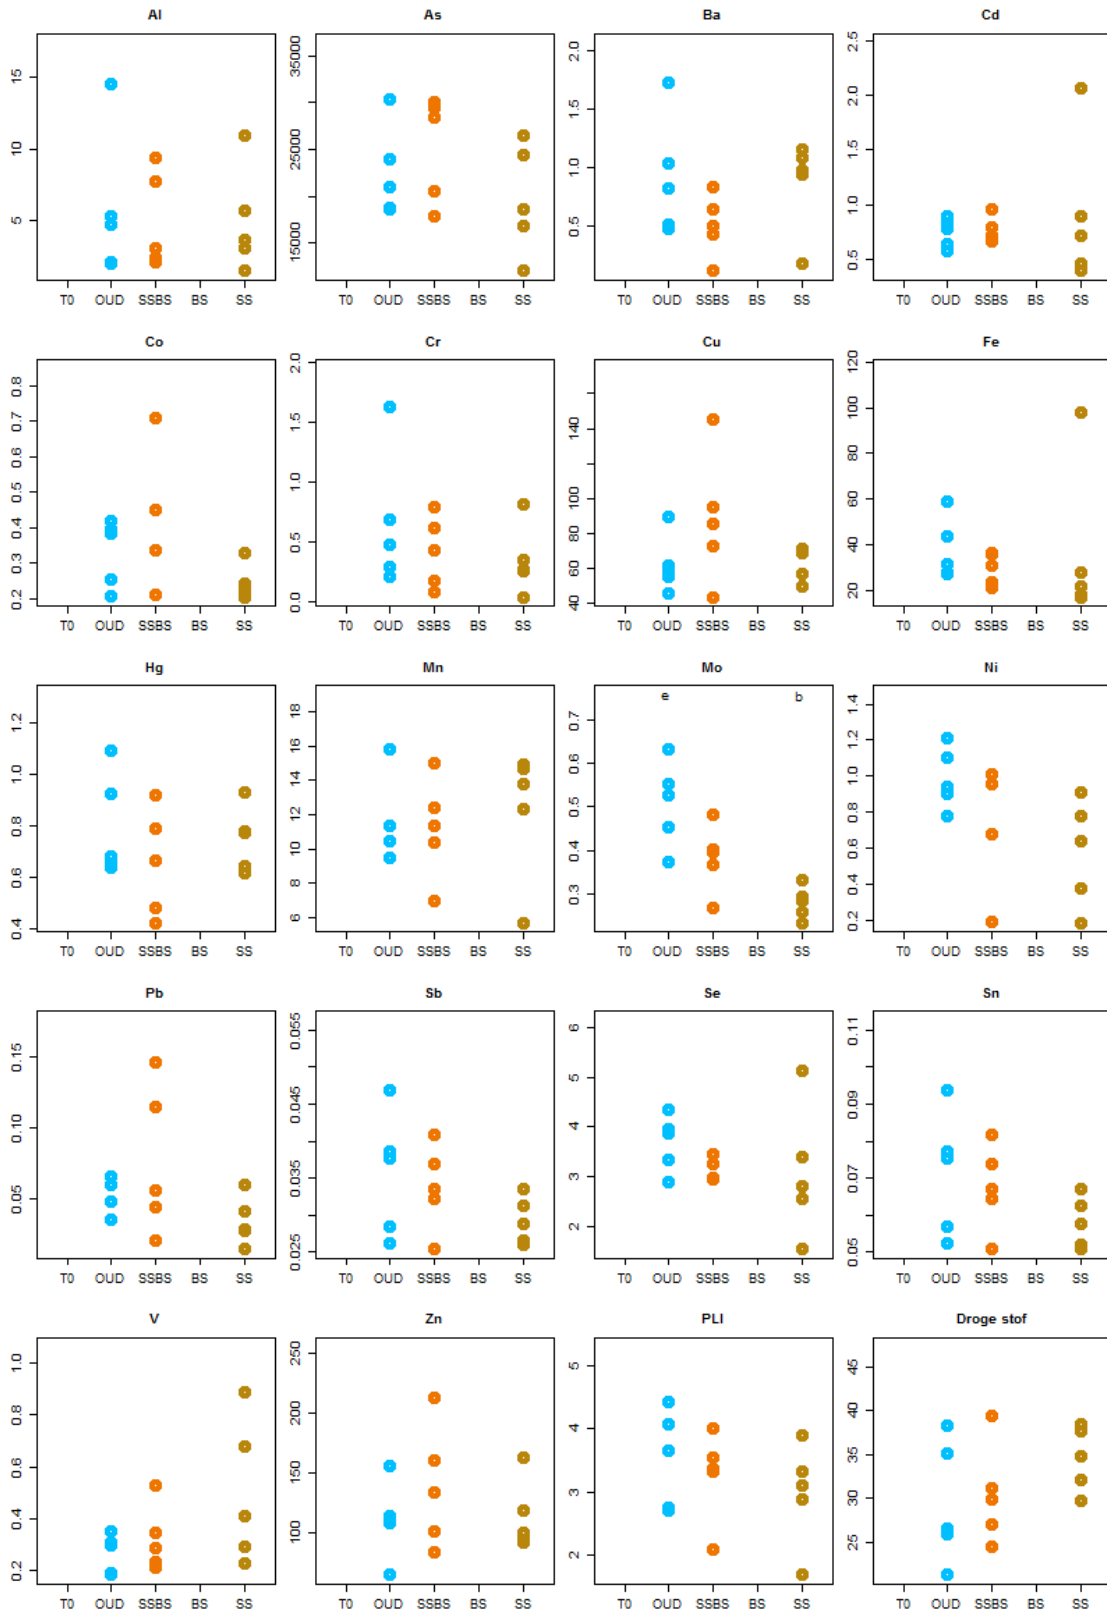 Al As Ba Cd
15 10 5
35000 25000 15000
2.0 1.5 1.0 0.5
2.5 2.0 1.5 1.0 0.5
T0 OUD SSBS BS SS T0 OUD SSBS BS SS T0 OUD SSBS BS SS T0 OUD SSBS BS SS
Co Cr Cu Fe
0.8 0.7 0.6 0.5 0.4 0.3 0.2
2.0 1.5 1.0 0.5 0.0
140 100 80 60 40
120 100 80 60 40 20
T0 OUD SSBS BS SS T0 OUD SSBS BS SS T0 OUD SSBS BS SS T0 OUD SSBS BS SS
Hg Mn Mo Ni
1.2 1.0 0.8 0.6 0.4
18 16 14 12 10 8 6
e b
0.7 0.6 0.5 0.4 0.3
1.4 1.2 1.0 0.8 0.6 0.4 0.2
T0 OUD SSBS BS SS T0 OUD SSBS BS SS T0 OUD SSBS BS SS T0 OUD SSBS BS SS
Pb Sb Se Sn
0.15 0.10 0.05
0.055 0.045 0.035 0.025
6 5 4 3 2
0.11 0.09 0.07 0.05
T0 OUD SSBS BS SS T0 OUD SSBS BS SS T0 OUD SSBS BS SS T0 OUD SSBS BS SS
V Zn PLI Droge stof
1.0 0.8 0.6 0.4 0.2
250 200 150 100
5 4 3 2
45 40 35 30 25
T0 OUD SSBS BS SS T0 OUD SSBS BS SS T0 OUD SSBS BS SS T0 OUD SSBS BS SS